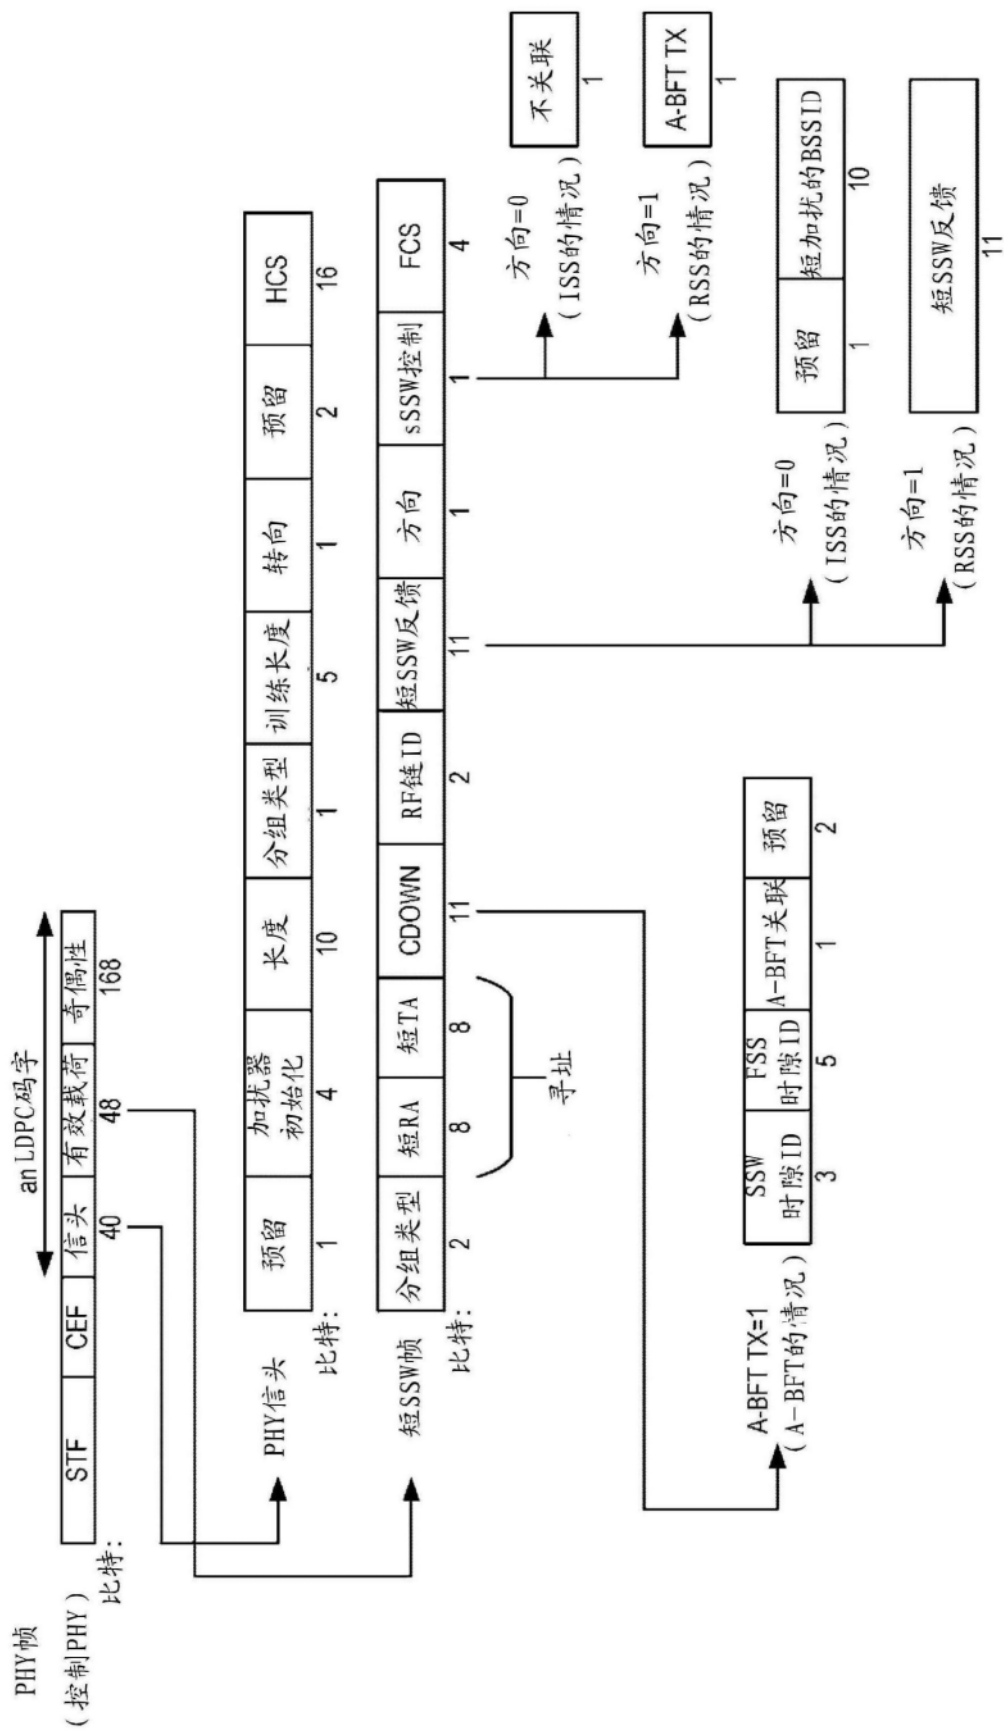 PHY帧
(控制PHY)
an LDPC码字
STF CEF 信头 有效载荷 奇偶性
比特: 40 48 168
PHY信头
预留 加扰器初始化 长度 分组类型 训练长度 转向 预留 HCS
比特: 1 4 10 1 5 1 2 16
短SSW帧
分组类型 短RA 短TA CDOWN RF链ID 短SSW反馈 方向 sSSW控制 FCS
比特: 2 8 8 11 2 11 1 1 4
寻址
方向=0
(ISS的情况)
不关联
1
方向=1
(RSS的情况)
A-BFT TX
1
A-BFT TX=1
(A-BFT的情况)
SSW时隙ID FSS时隙ID A-BFT关联 预留
3 5 1 2
方向=0
(ISS的情况)
预留 短加扰的BSSID
1 10
方向=1
(RSS的情况)
短SSW反馈
11